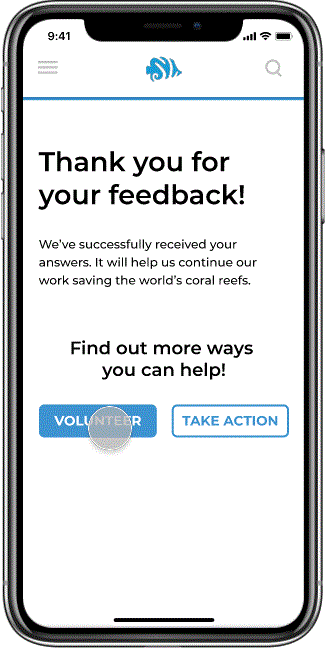 9:41
Thank you for
your feedback!
We've successfully received your
answers. It will help us continue our
work saving the world's coral reefs.
Find out more ways
you can help!
VOLUNTEER
TAKE ACTION